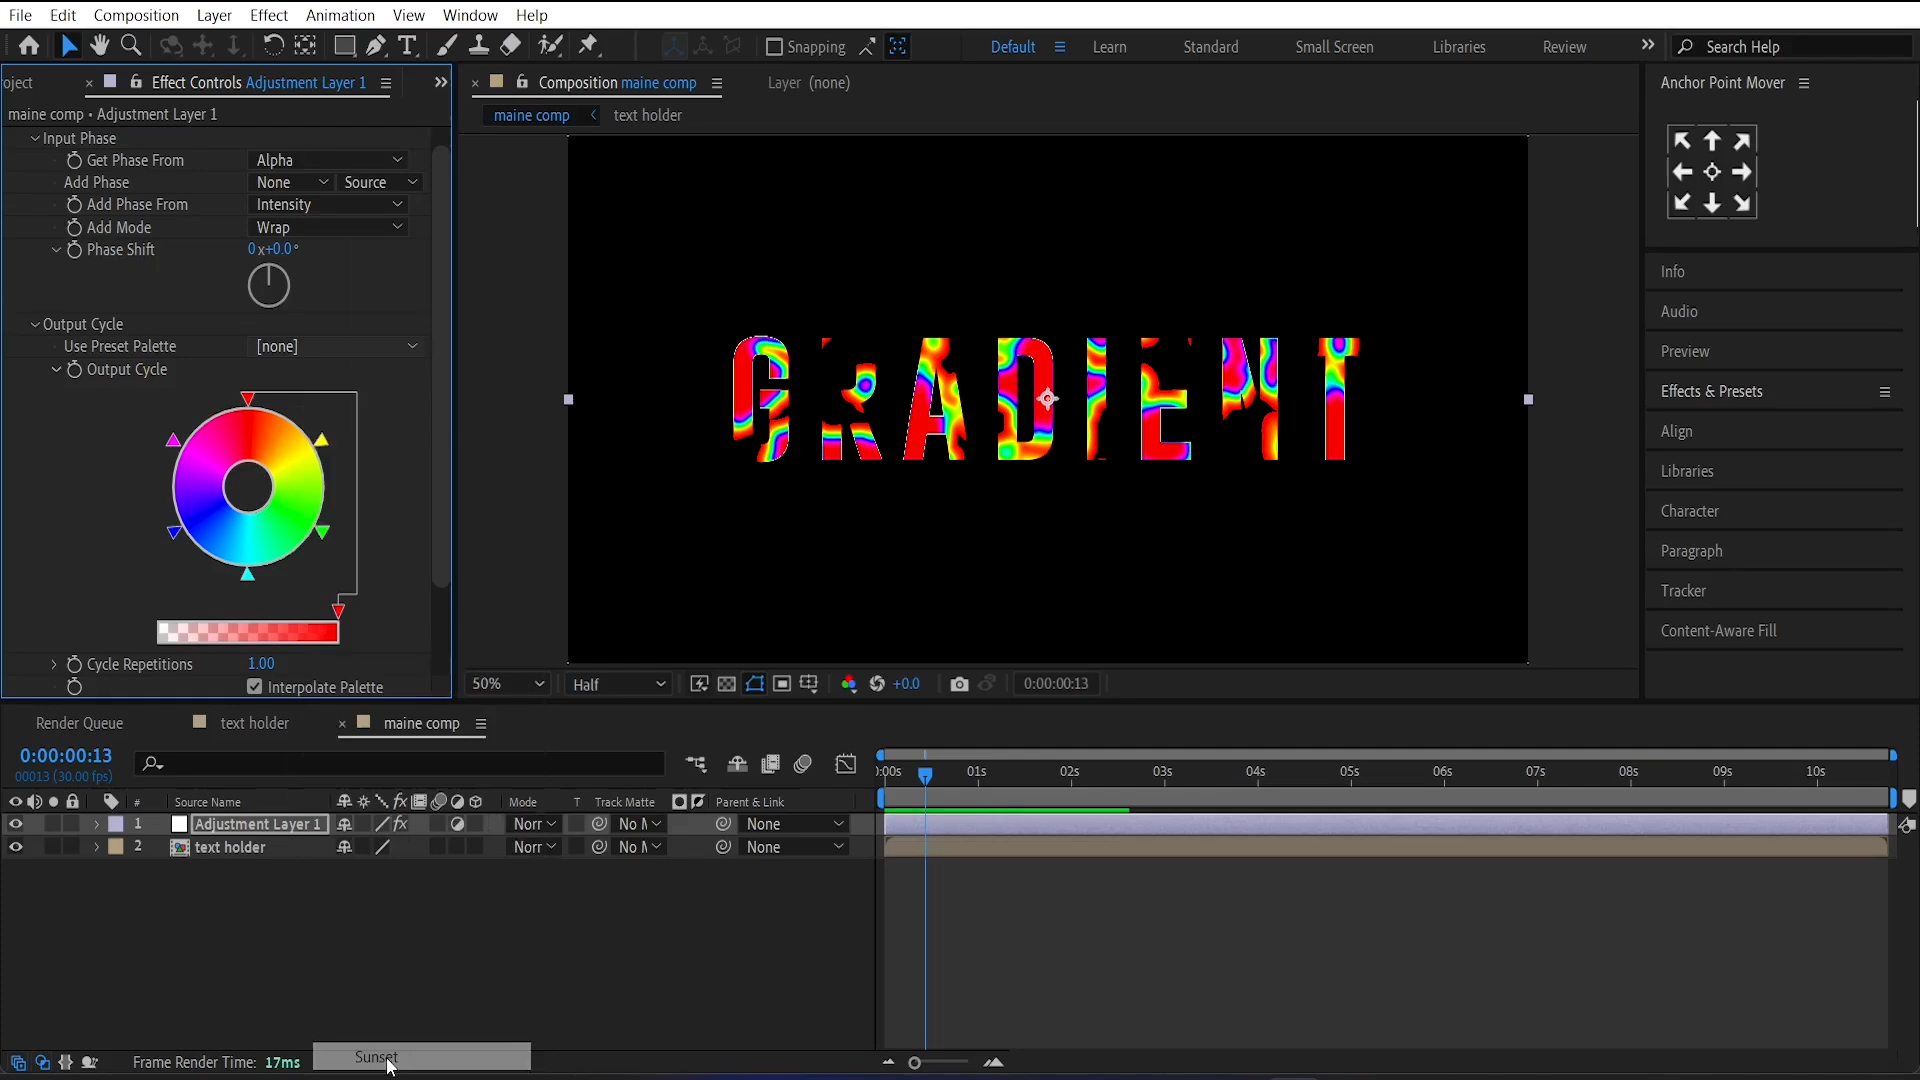 File Edit Composition Layer Effect Animation View Window Help
Snapping Default Learn Standard Small Screen Libraries Review Search Help
oject Effect Controls Adjustment Layer 1
maine comp • Adjustment Layer 1
Input Phase
Get Phase From Alpha
Add Phase None Source
Add Phase From Intensity
Add Mode Wrap
Phase Shift 0x+0.0°
Output Cycle
Use Preset Palette [none]
Output Cycle
Cycle Repetitions 1.00
Interpolate Palette
Composition maine comp Layer (none)
maine comp text holder
GRADIENT
50% Half +0.0 0:00:00:13
Anchor Point Mover
Info
Audio
Preview
Effects & Presets
Align
Libraries
Character
Paragraph
Tracker
Content-Aware Fill
Render Queue text holder maine comp
0:00:00:13
00013 (30.00 fps)
):00s 01s 02s 03s 04s 05s 06s 07s 08s 09s 10s
# Source Name Mode T Track Matte Parent & Link
1 Adjustment Layer 1 Norr No None
2 text holder Norr No None
Frame Render Time: 17ms
Sunset